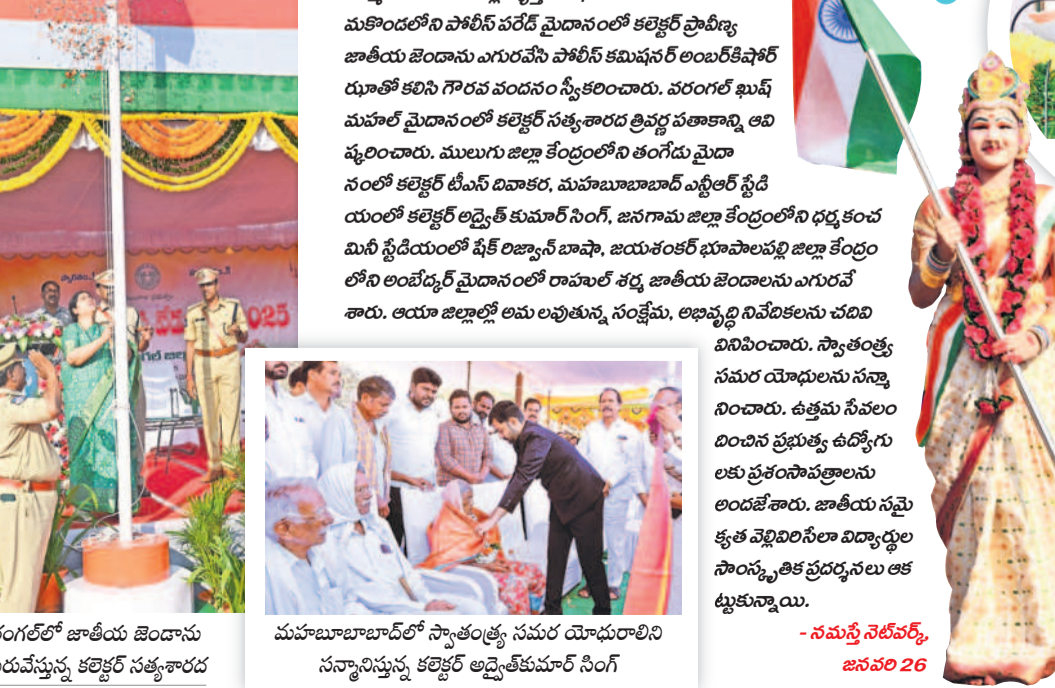 మకొండలోని పోలీస్ పరేడ్ మైదానంలో కలెక్టర్ ప్రావీణ్య
జాతీయ జెండాను ఎగురవేసి పోలీస్ కమిషనర్ అంబర్‌కిషోర్
ఝాతో కలిసి గౌరవ వందనం స్వీకరించారు. వరంగల్ ఖుష్
మహల్ మైదానంలో కలెక్టర్ సత్యశారద త్రివర్ణ పతాకాన్ని ఆవి
ష్కరించారు. ములుగు జిల్లా కేంద్రంలోని తంగేడు మైదా
నంలో కలెక్టర్ టీఎస్ దివాకర, మహబూబాబాద్ ఎన్టీఆర్ స్టేడి
యంలో కలెక్టర్ అద్వైత్ కుమార్ సింగ్, జనగామ జిల్లా కేంద్రంలోని ధర్మకంచ
మినీ స్టేడియంలో షేక్ రిజ్వాన్ బాషా, జయశంకర్ భూపాలపల్లి జిల్లా కేంద్రం
లోని అంబేద్కర్ మైదానంలో రాహుల్ శర్మ జాతీయ జెండాలను ఎగురవే
శారు. ఆయా జిల్లాల్లో అమ లవుతున్న సంక్షేమ, అభివృద్ధి నివేదికలను చదివి
వినిపించారు. స్వాతంత్ర్య
సమర యోధులను సన్మా
నించారు. ఉత్తమ సేవలం
దించిన ప్రభుత్వ ఉద్యోగు
లకు ప్రశంసాపత్రాలను
అందజేశారు. జాతీయ సమై
క్యత వెల్లివిరిసేలా విద్యార్థుల
సాంస్కృతిక ప్రదర్శనలు ఆక
ట్టుకున్నాయి.
- నమస్తే నెట్‌వర్క్,
జనవరి 26
రంగల్‌లో జాతీయ జెండాను
రువేస్తున్న కలెక్టర్ సత్యశారద
మహబూబాబాద్‌లో స్వాతంత్ర్య సమర యోధురాలిని
సన్మానిస్తున్న కలెక్టర్ అద్వైత్‌కుమార్ సింగ్